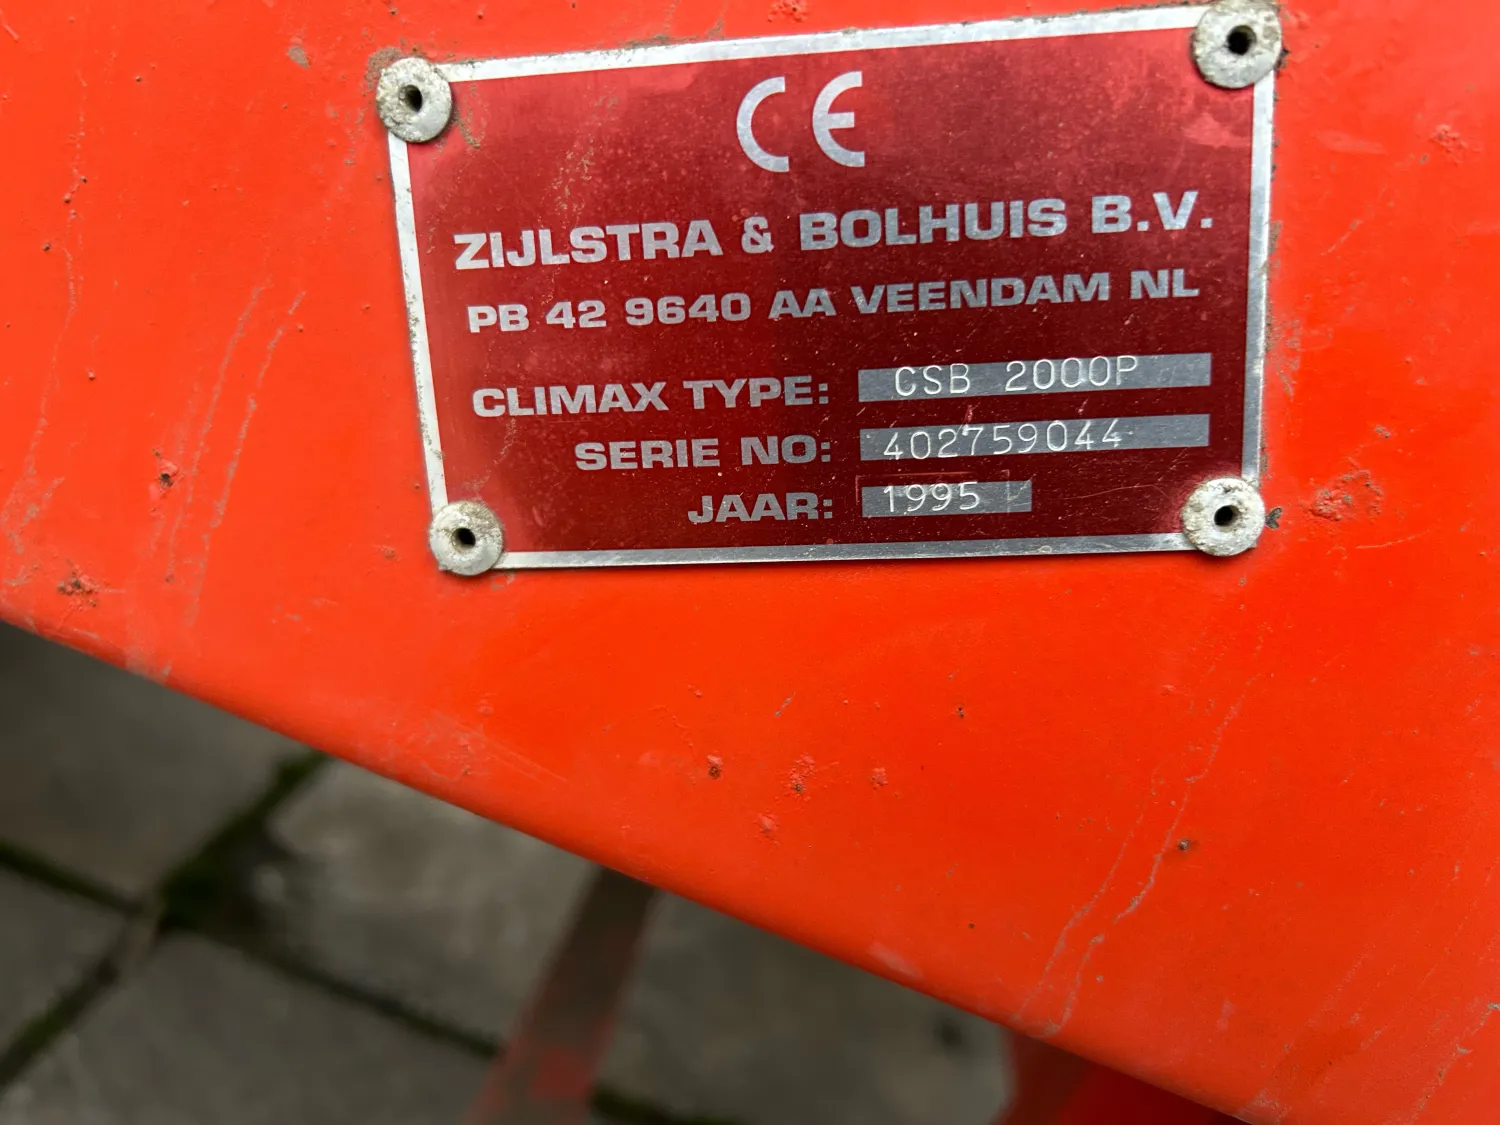 CE
ZIJLSTRA & BOLHUIS B.V.
PB 42 9640 AA VEENDAM NL
CLIMAX TYPE: CSB 2000P
SERIE NO: 402759044
JAAR: 1995